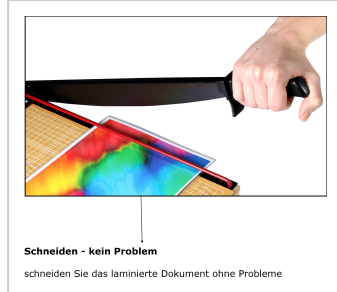 Schneiden - kein Problem
schneiden Sie das laminierte Dokument ohne Probleme